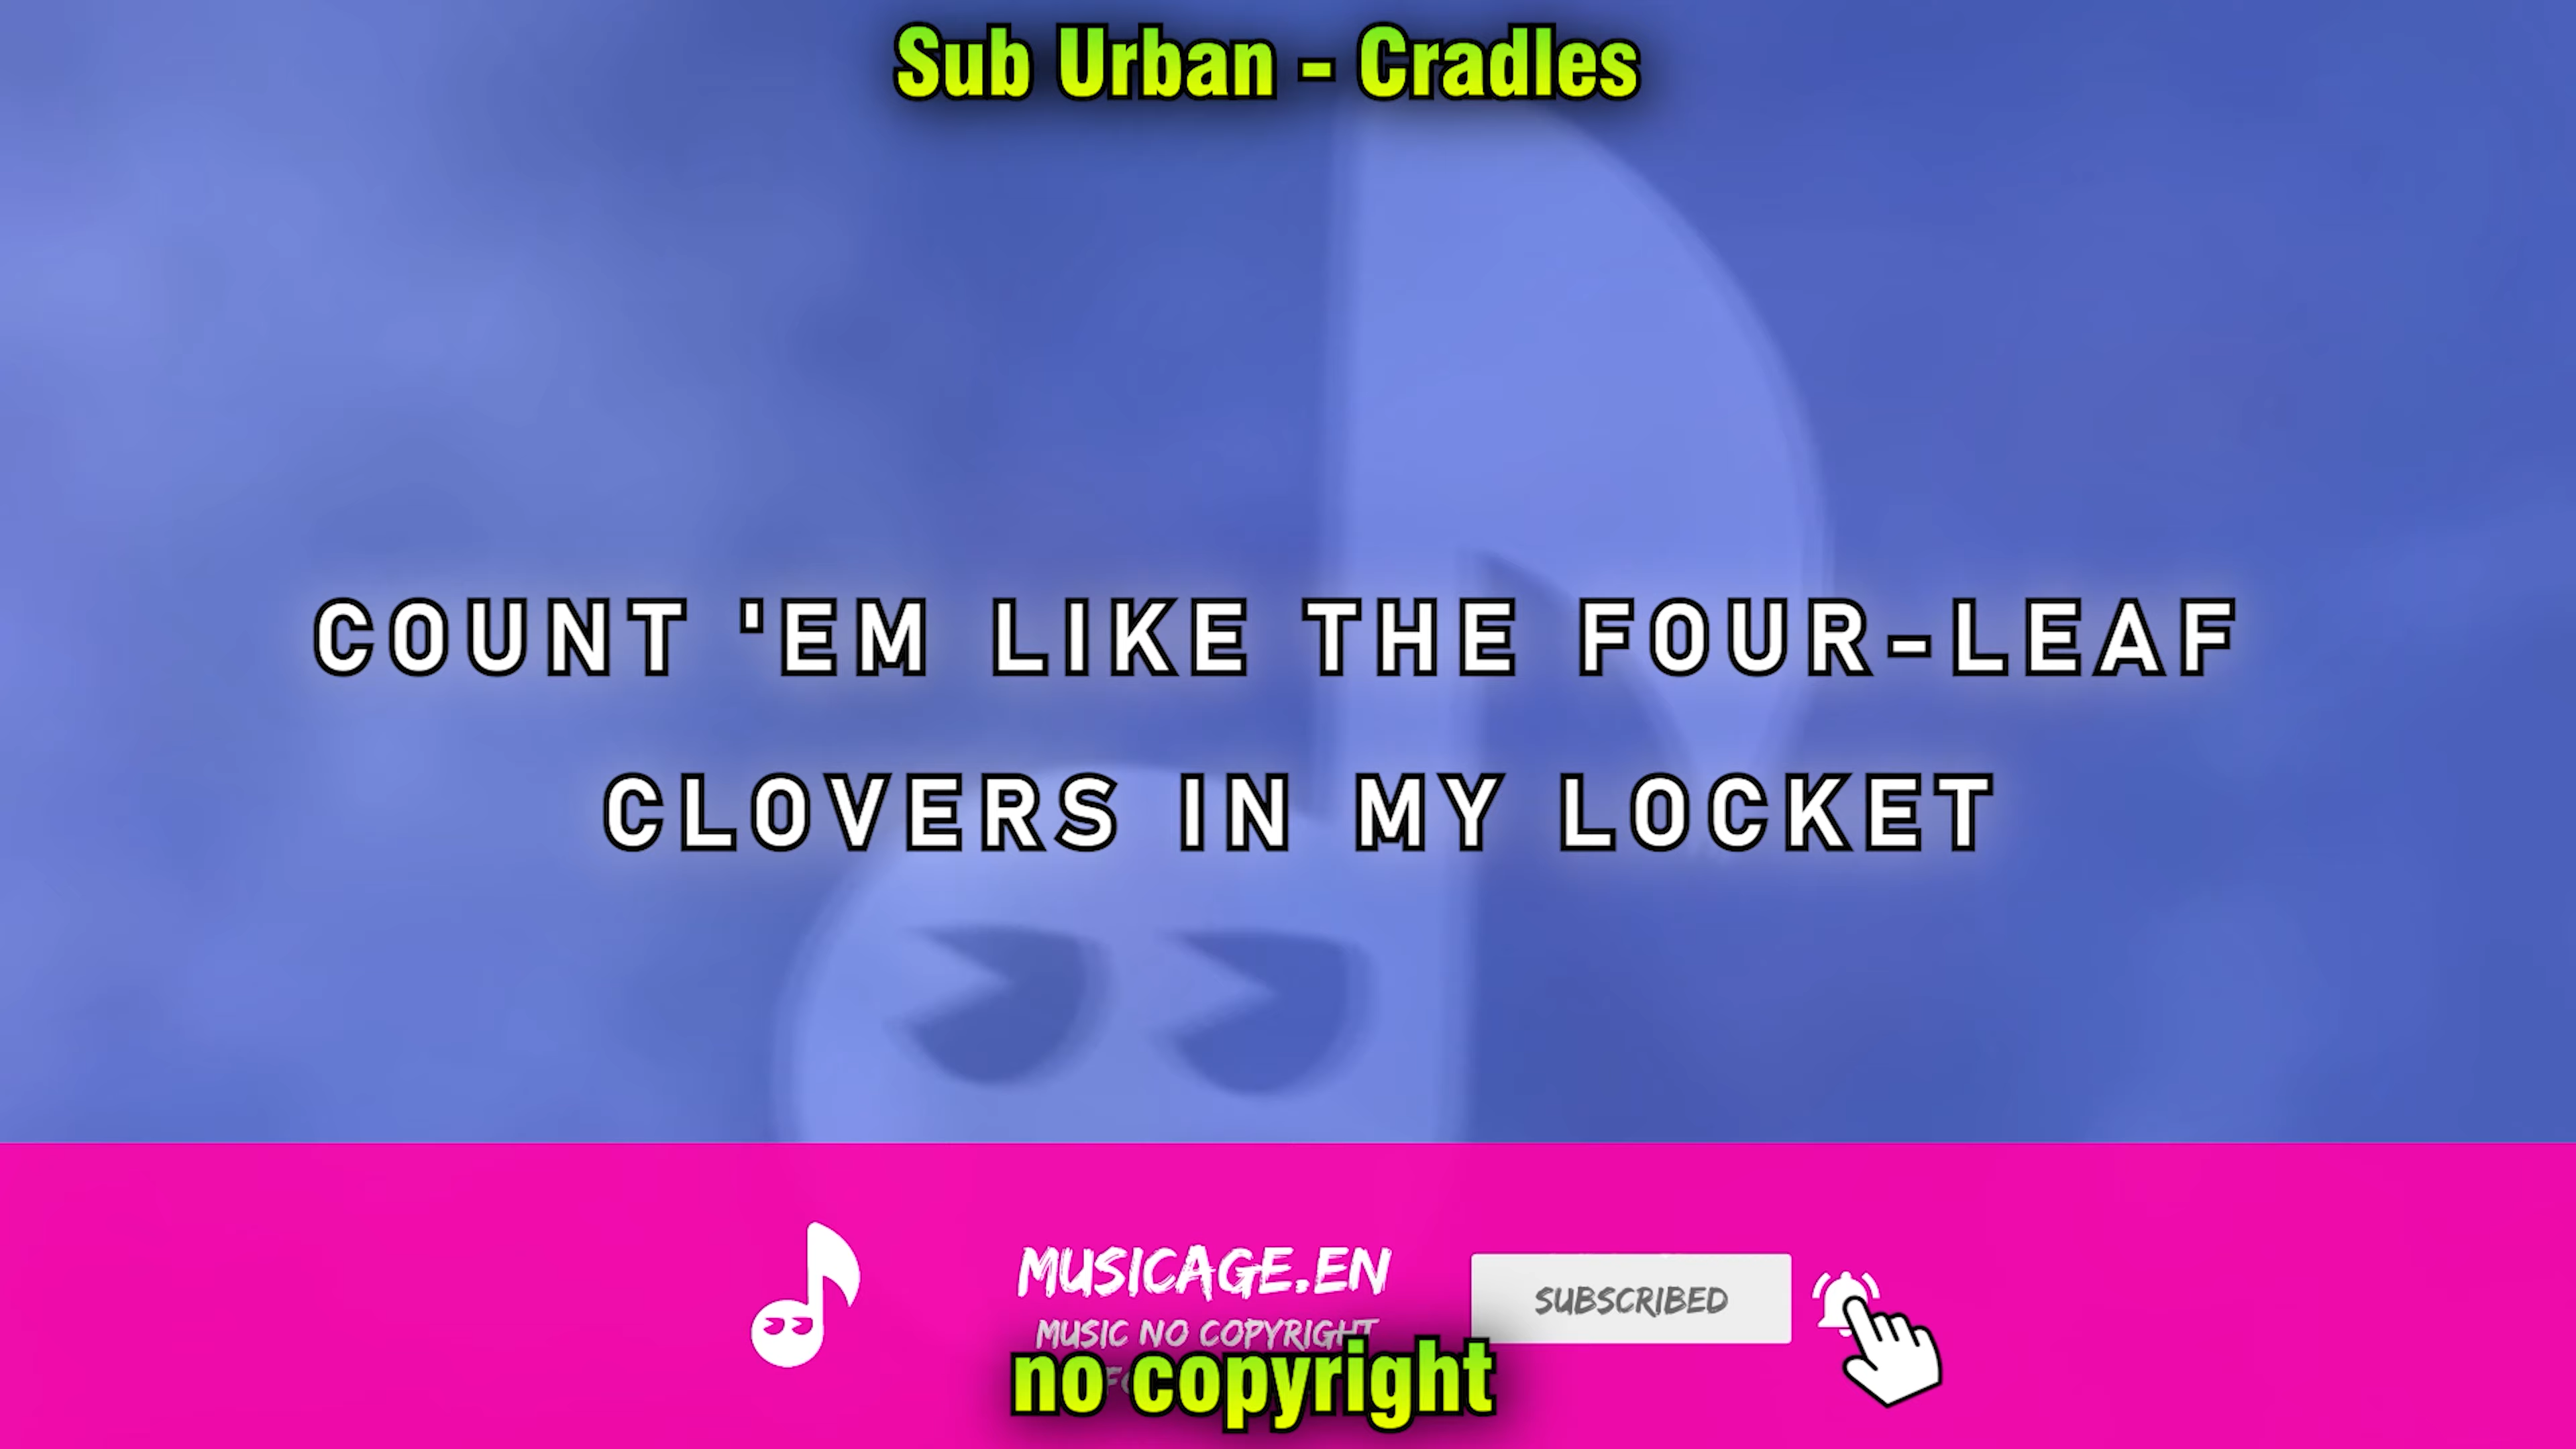 Sub Urban - Cradles
COUNT 'EM LIKE THE FOUR-LEAF
CLOVERS IN MY LOCKET
MUSICAGE.EN
SUBSCRIBED
MUSIC NO COPYRIGHT
no copyright